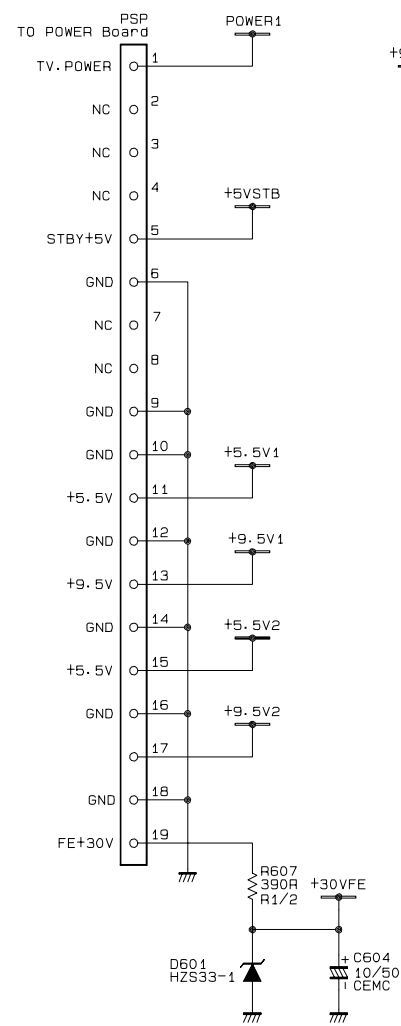 PSP
TO POWER Board
POWER1
TV.POWER 1
NC 2
NC 3
NC 4
+5VSTB
STBY+5V 5
GND 6
NC 7
NC 8
GND 9
GND 10
+5.5V1
+5.5V 11
GND 12
+9.5V1
+9.5V 13
GND 14
+5.5V2
+5.5V 15
GND 16
+9.5V2
17
GND 18
FE+30V 19
R607
390R
R1/2
+30VFE
D601
HZS33-1
+ C604
10/50
- CEMC